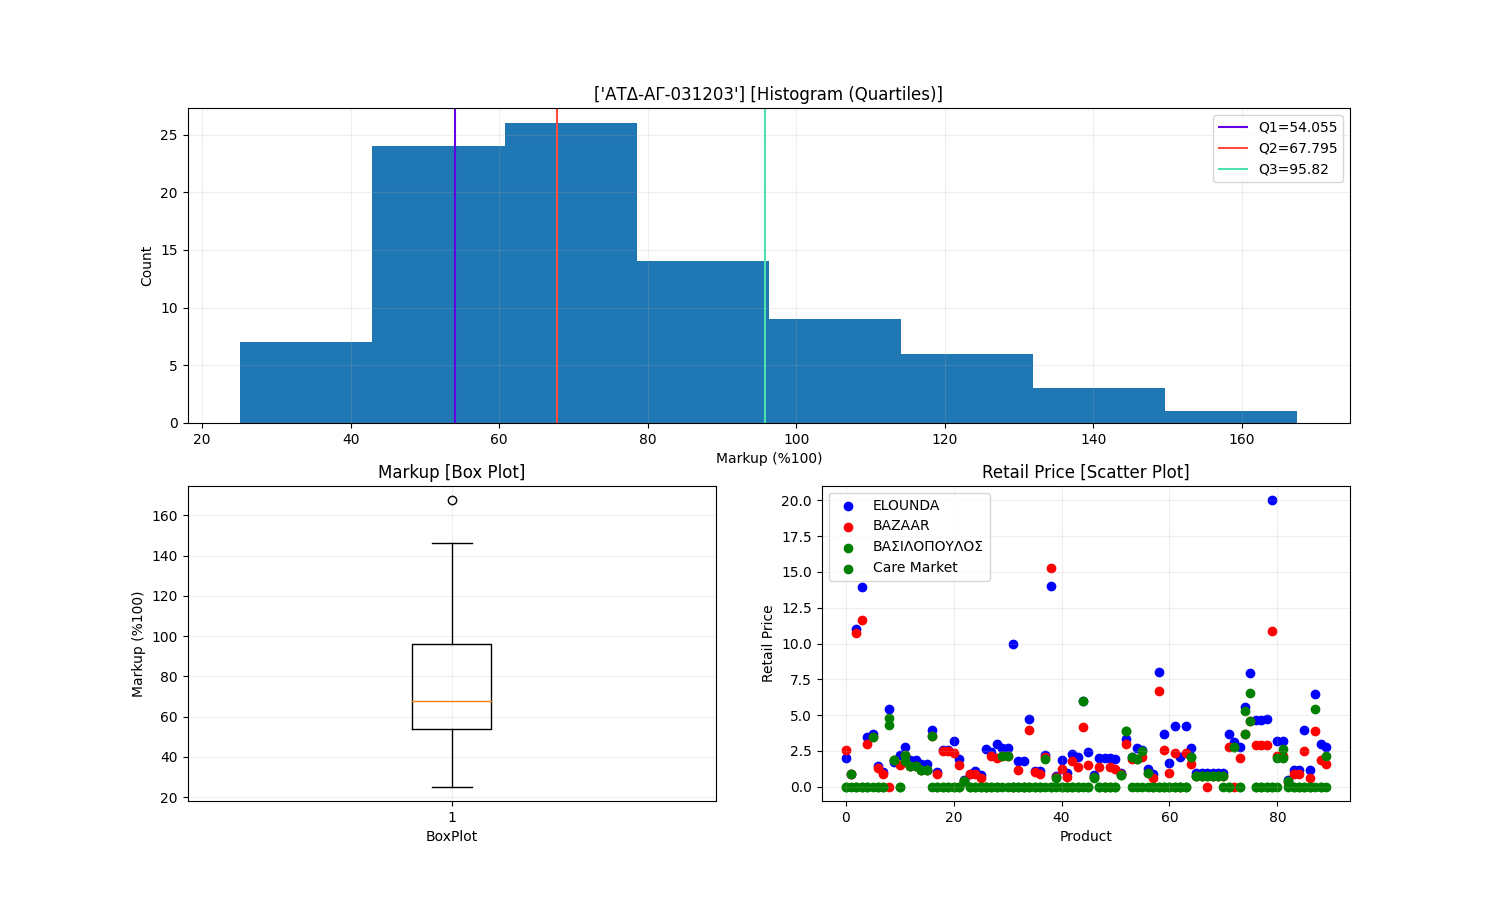 ['ΑΤΔ-ΑΓ-031203'] [Histogram (Quartiles)]
25
20
15
10
5
0
Count
Q1=54.055
Q2=67.795
Q3=95.82
20 40 60 80 100 120 140 160
Markup (%100)
Markup [Box Plot]
160
140
120
100
80
60
40
20
Markup (%100)
1
BoxPlot
Retail Price [Scatter Plot]
20.0
17.5
15.0
12.5
10.0
7.5
5.0
2.5
0.0
Retail Price
ELOUNDA
BAZAAR
ΒΑΣΙΛΟΠΟΥΛΟΣ
Care Market
0 20 40 60 80
Product